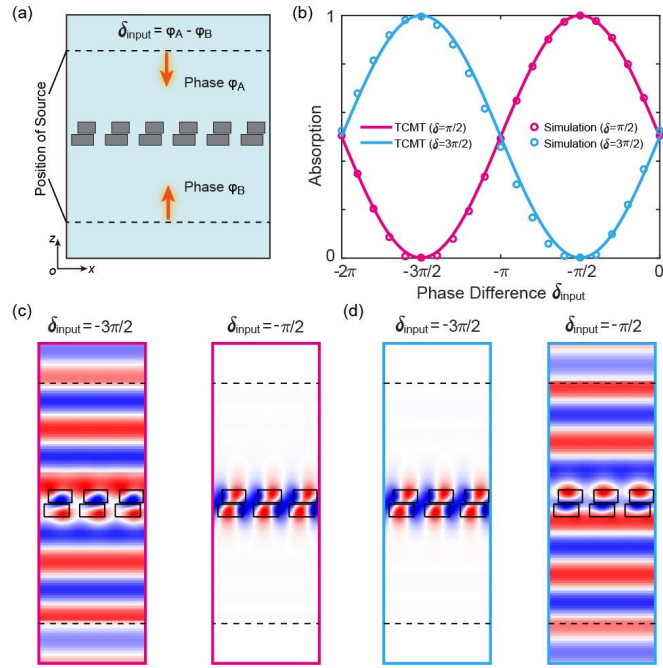 (a)
δinput = φA - φB
Phase φA
Position of Source
Phase φB
z
o
x
(b)
1
Absorption
TCMT (δ=π/2)
Simulation (δ=π/2)
TCMT (δ=3π/2)
Simulation (δ=3π/2)
0
-2π
-3π/2
-π
-π/2
0
Phase Difference δinput
(c)
δinput = -3π/2
δinput = -π/2
(d)
δinput = -3π/2
δinput = -π/2